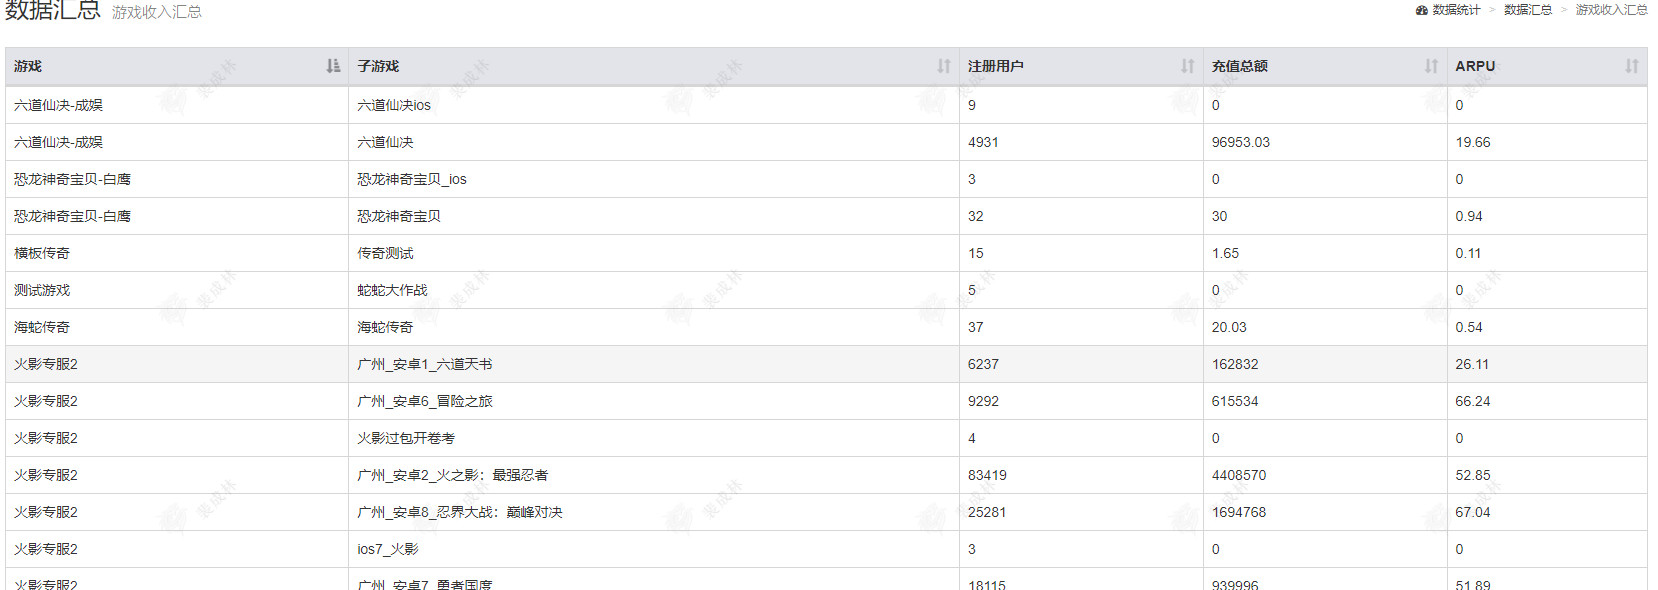 数据汇总 游戏收入汇总 数据统计 > 数据汇总 > 游戏收入汇总
游戏 子游戏 注册用户 充值总额 ARPU
六道仙决-成娱 六道仙决ios 9 0 0
六道仙决-成娱 六道仙决 4931 96953.03 19.66
恐龙神奇宝贝-白鹰 恐龙神奇宝贝_ios 3 0 0
恐龙神奇宝贝-白鹰 恐龙神奇宝贝 32 30 0.94
横板传奇 传奇测试 15 1.65 0.11
测试游戏 蛇蛇大作战 5 0 0
海蛇传奇 海蛇传奇 37 20.03 0.54
火影专服2 广州_安卓1_六道天书 6237 162832 26.11
火影专服2 广州_安卓6_冒险之旅 9292 615534 66.24
火影专服2 火影过包开卷考 4 0 0
火影专服2 广州_安卓2_火之影：最强忍者 83419 4408570 52.85
火影专服2 广州_安卓8_忍界大战：巅峰对决 25281 1694768 67.04
火影专服2 ios7_火影 3 0 0
火影专服2 广州_安卓7_勇者国度 18115 939996 51.89
裴成林